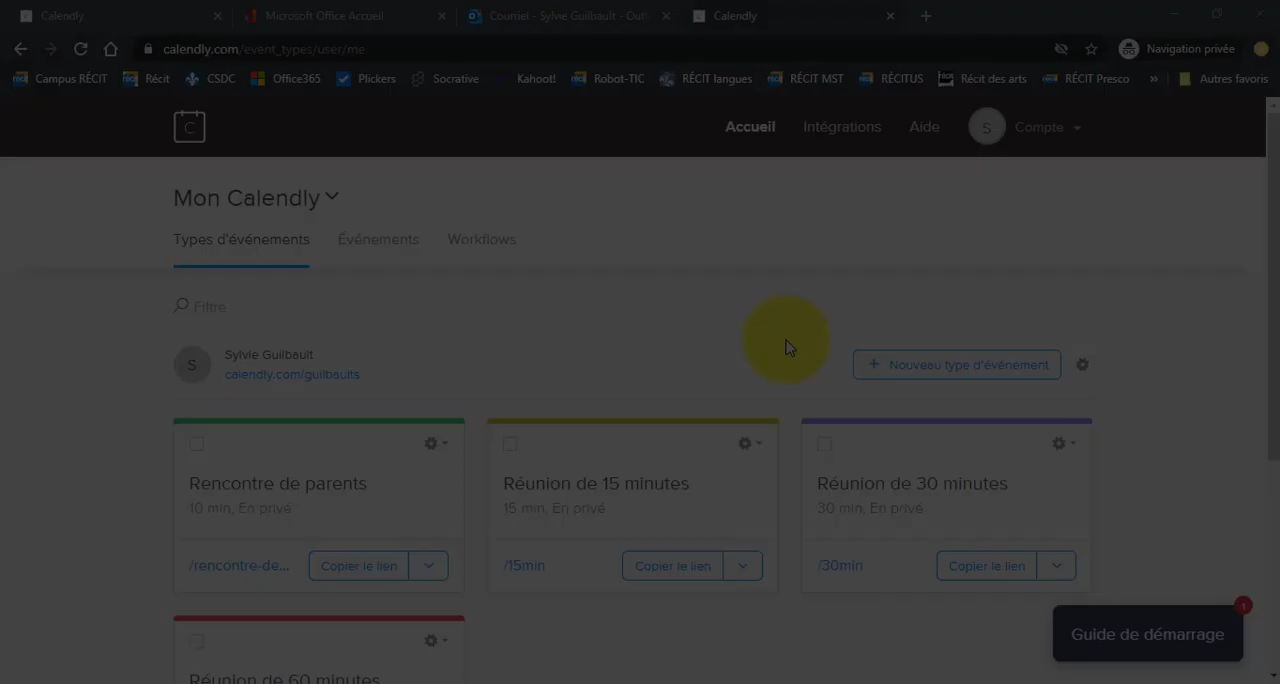 Calendly
Microsoft Office Accueil
Courriel - Sylvie Guilbault - Outl
Calendly
calendly.com/event_types/user/me
Navigation privée
Campus RÉCIT
Récit
CSDC
Office365
Plickers
Socrative
Kahoot!
Robot-TIC
RÉCIT langues
RÉCIT MST
RÉCITUS
Récit des arts
RÉCIT Presco
»
Autres favoris
C
Accueil
Intégrations
Aide
S
Compte
Mon Calendly
Types d'événements
Événements
Workflows
Filtre
S
Sylvie Guilbault
calendly.com/guilbaults
+ Nouveau type d'événement
Rencontre de parents
10 min, En privé
/rencontre-de...
Copier le lien
Réunion de 15 minutes
15 min, En privé
/15min
Copier le lien
Réunion de 30 minutes
30 min, En privé
/30min
Copier le lien
Réunion de 60 minutes
1
Guide de démarrage